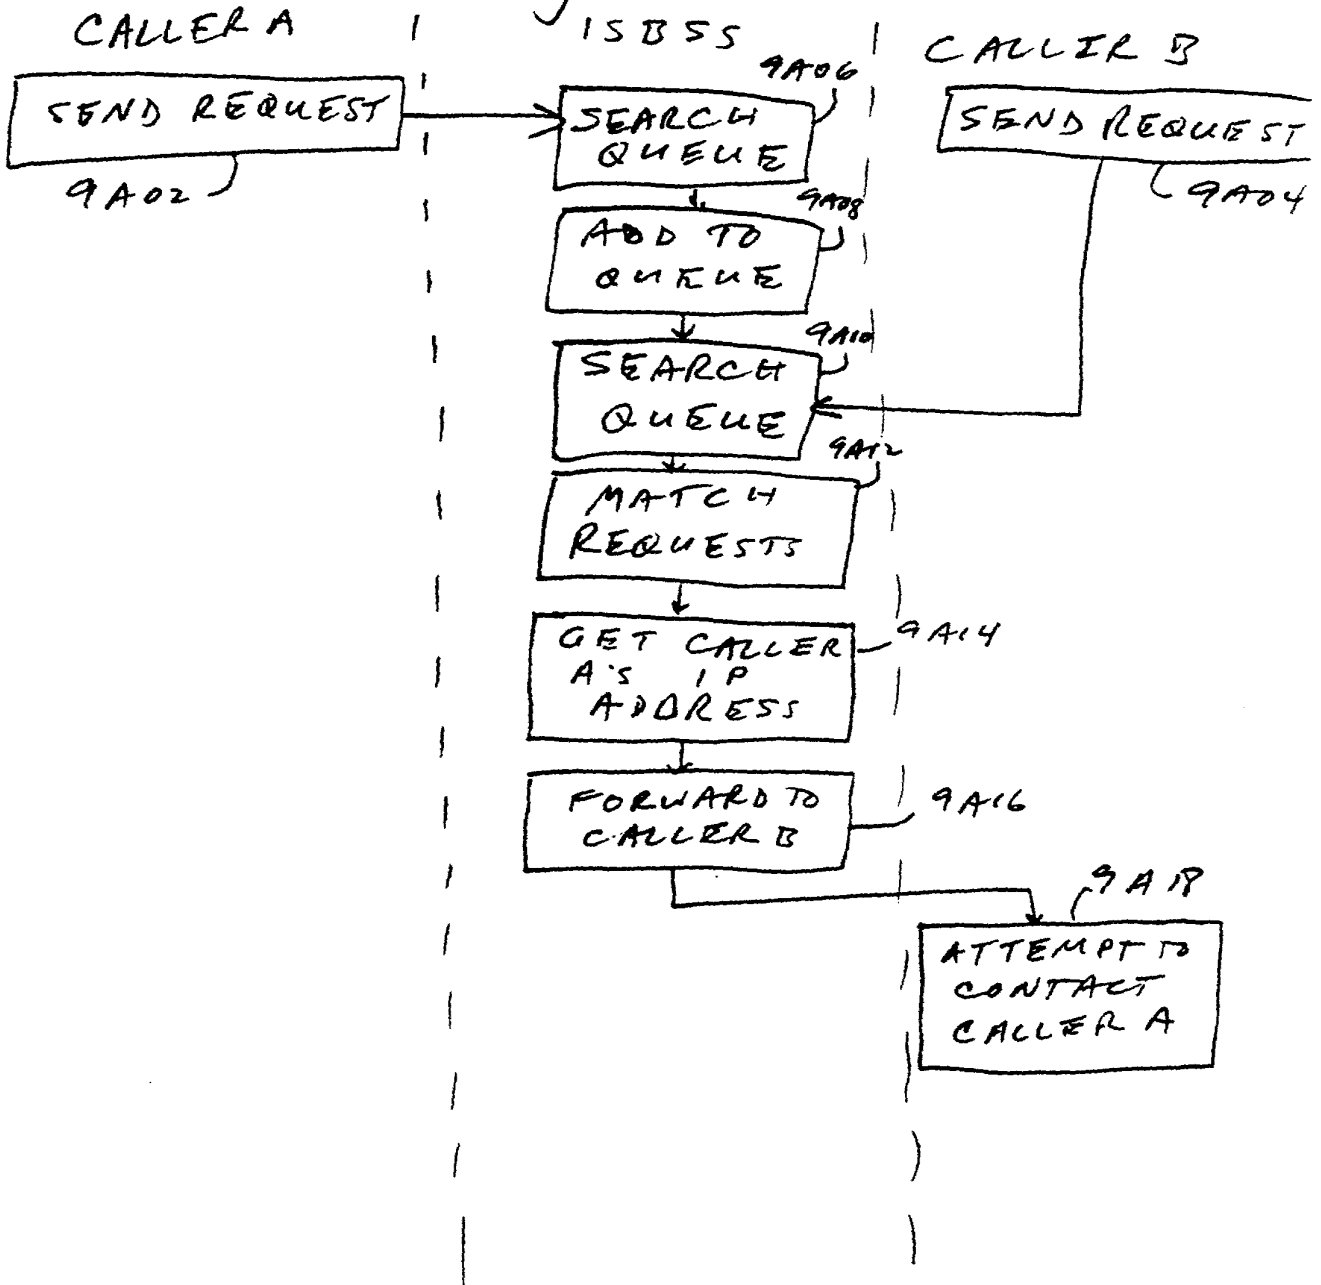 CALLER A
ISBSS
CALLER B
9A06
SEND REQUEST
SEARCH
QUEUE
SEND REQUEST
9A02
9A04
9A08
ADD TO
QUEUE
9A10
SEARCH
QUEUE
9A12
MATCH
REQUESTS
GET CALLER
A'S IP
ADDRESS
9A14
FORWARD TO
CALLER B
9A16
9A18
ATTEMPT TO
CONTACT
CALLER A